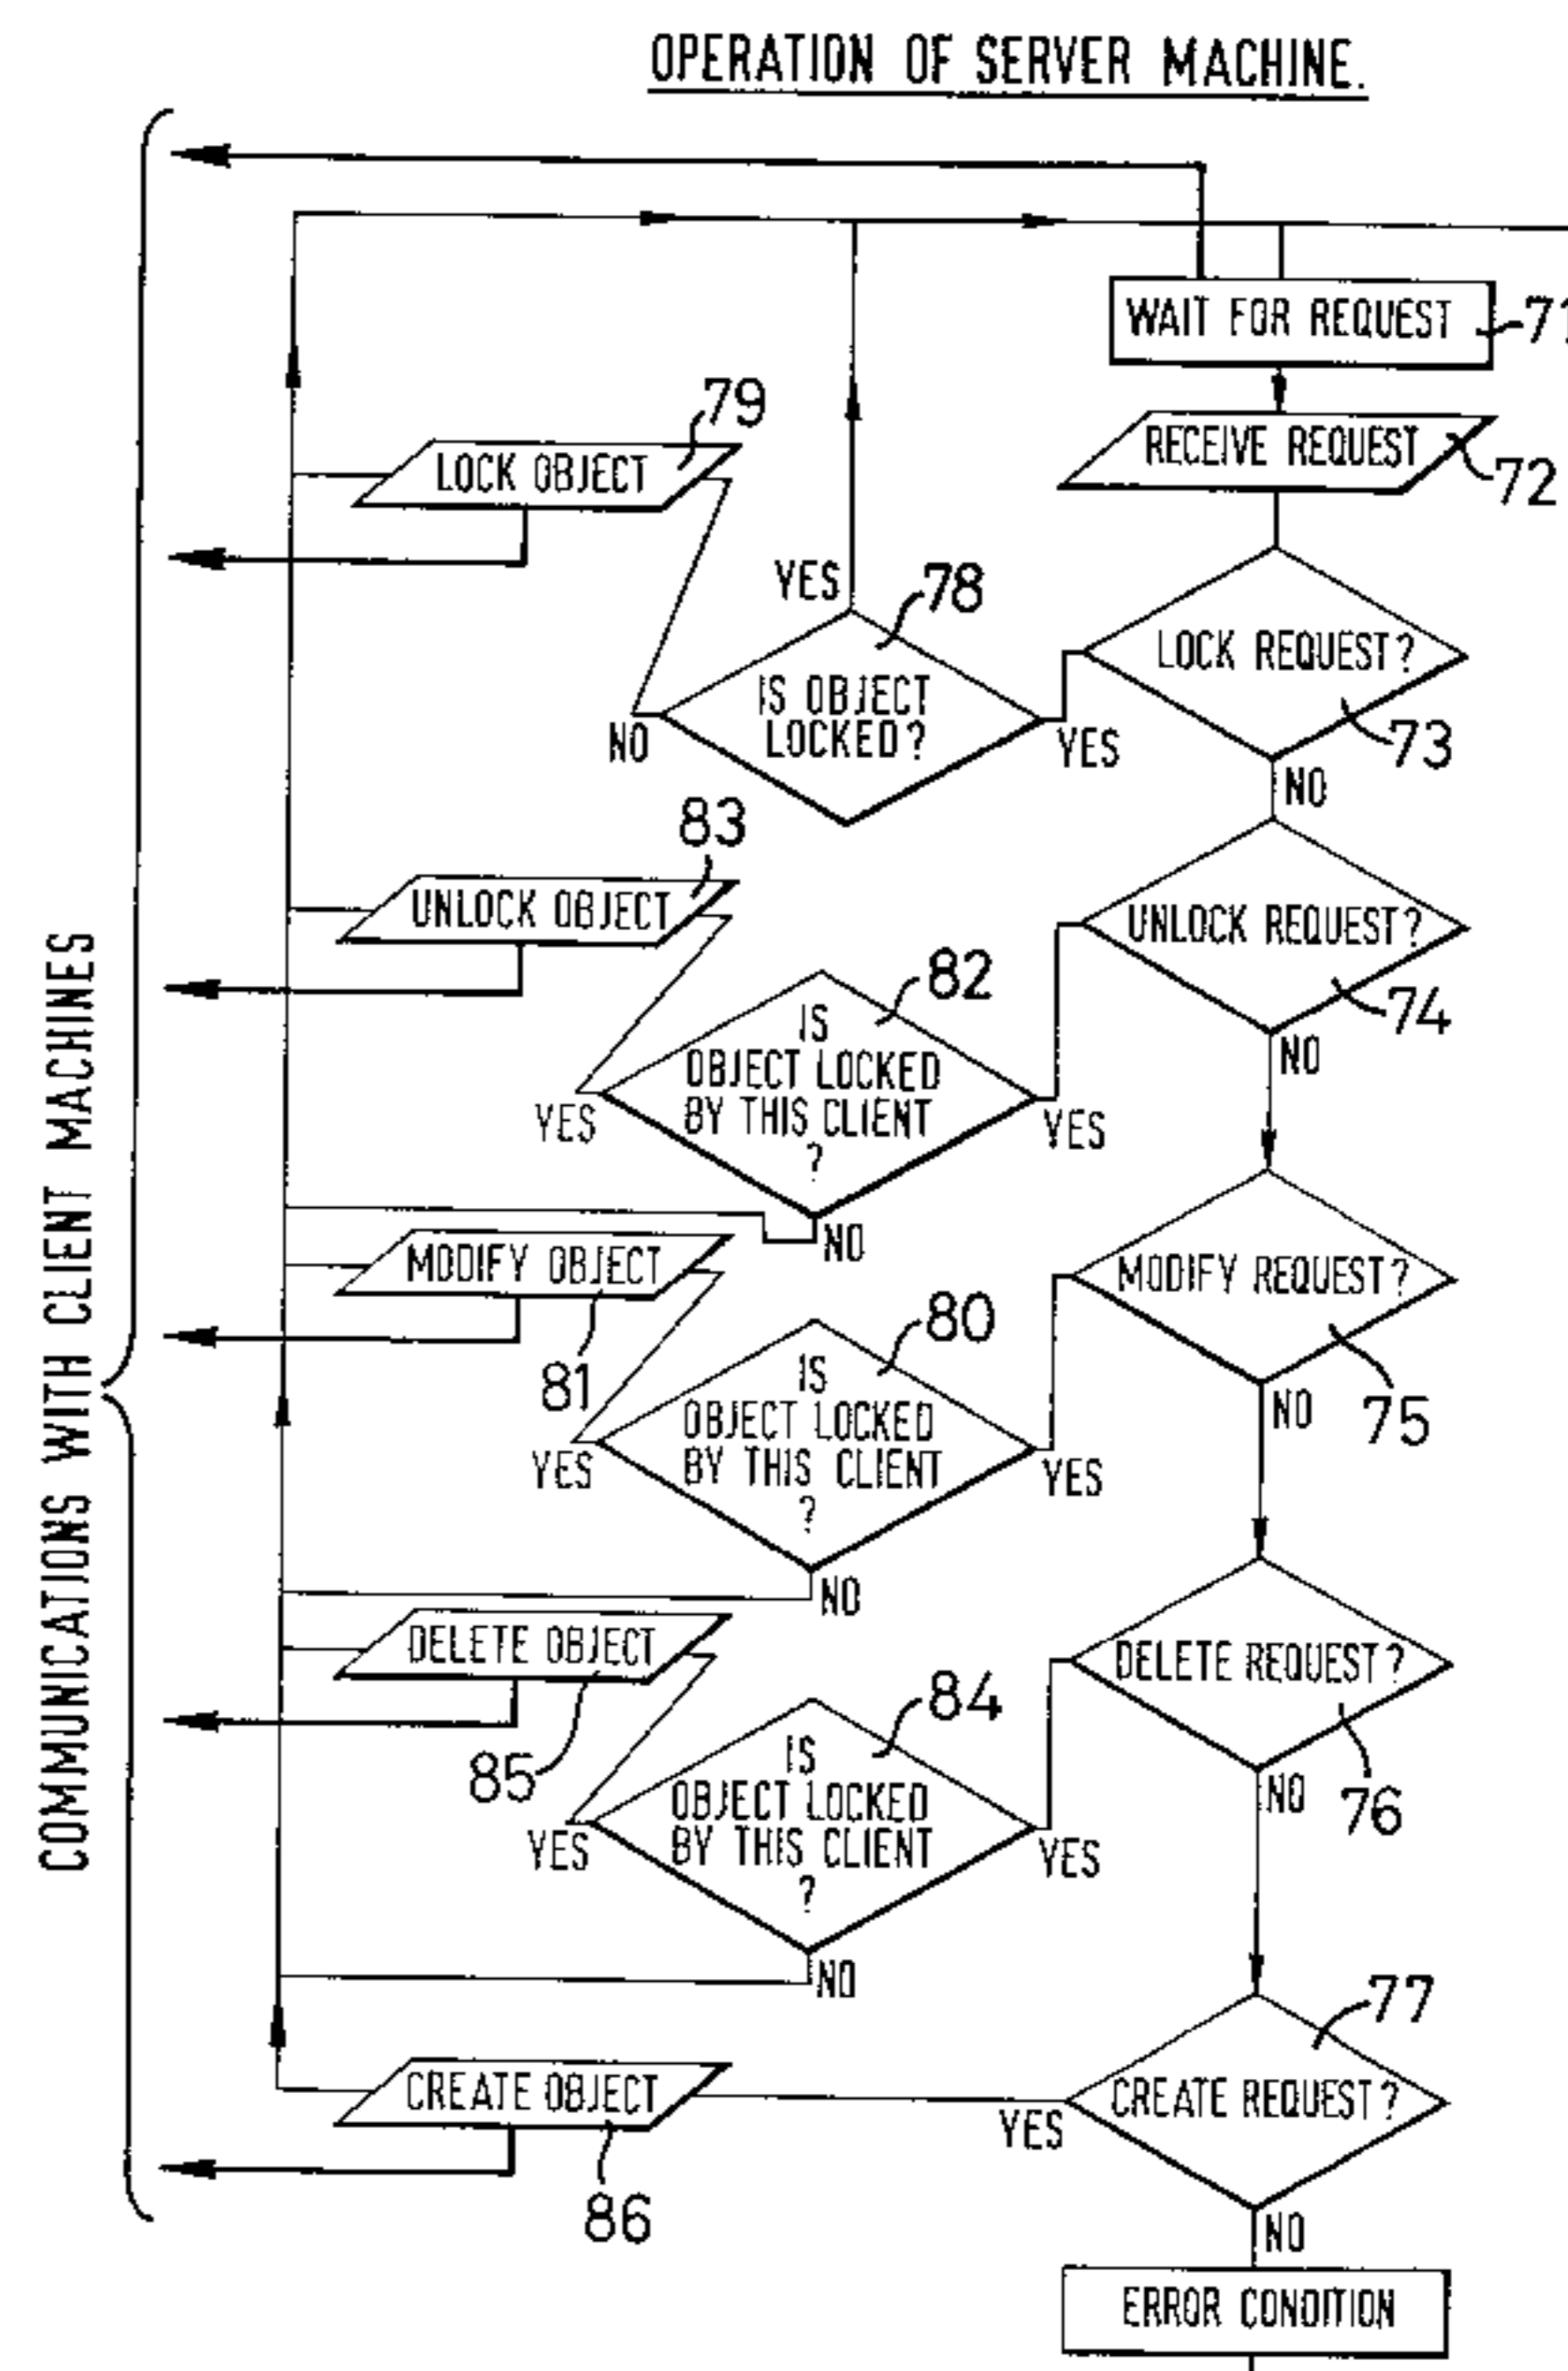 OPERATION OF SERVER MACHINE.
WAIT FOR REQUEST
71
79
LOCK OBJECT
RECEIVE REQUEST
72
YES
78
LOCK REQUEST?
IS OBJECT
LOCKED?
NO
YES
73
NO
83
UNLOCK OBJECT
UNLOCK REQUEST?
82
74
IS
OBJECT LOCKED
BY THIS CLIENT
?
YES
YES
NO
NO
MODIFY OBJECT
MODIFY REQUEST?
81
80
75
IS
OBJECT LOCKED
BY THIS CLIENT
?
YES
YES
NO
NO
DELETE OBJECT
DELETE REQUEST?
85
84
76
IS
OBJECT LOCKED
BY THIS CLIENT
?
YES
YES
NO
NO
77
CREATE OBJECT
CREATE REQUEST?
YES
86
NO
ERROR CONDITION
COMMUNICATIONS WITH CLIENT MACHINES